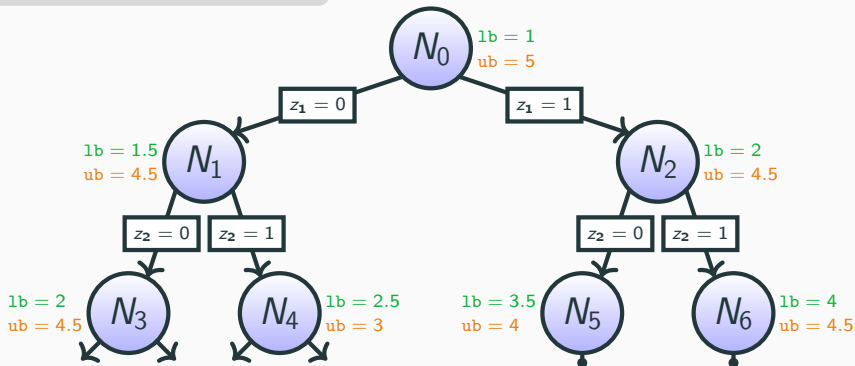 N0
lb = 1
ub = 5
z1 = 0
z1 = 1
lb = 1.5
ub = 4.5
N1
N2
lb = 2
ub = 4.5
z2 = 0
z2 = 1
z2 = 0
z2 = 1
lb = 2
ub = 4.5
N3
N4
lb = 2.5
ub = 3
lb = 3.5
ub = 4
N5
N6
lb = 4
ub = 4.5